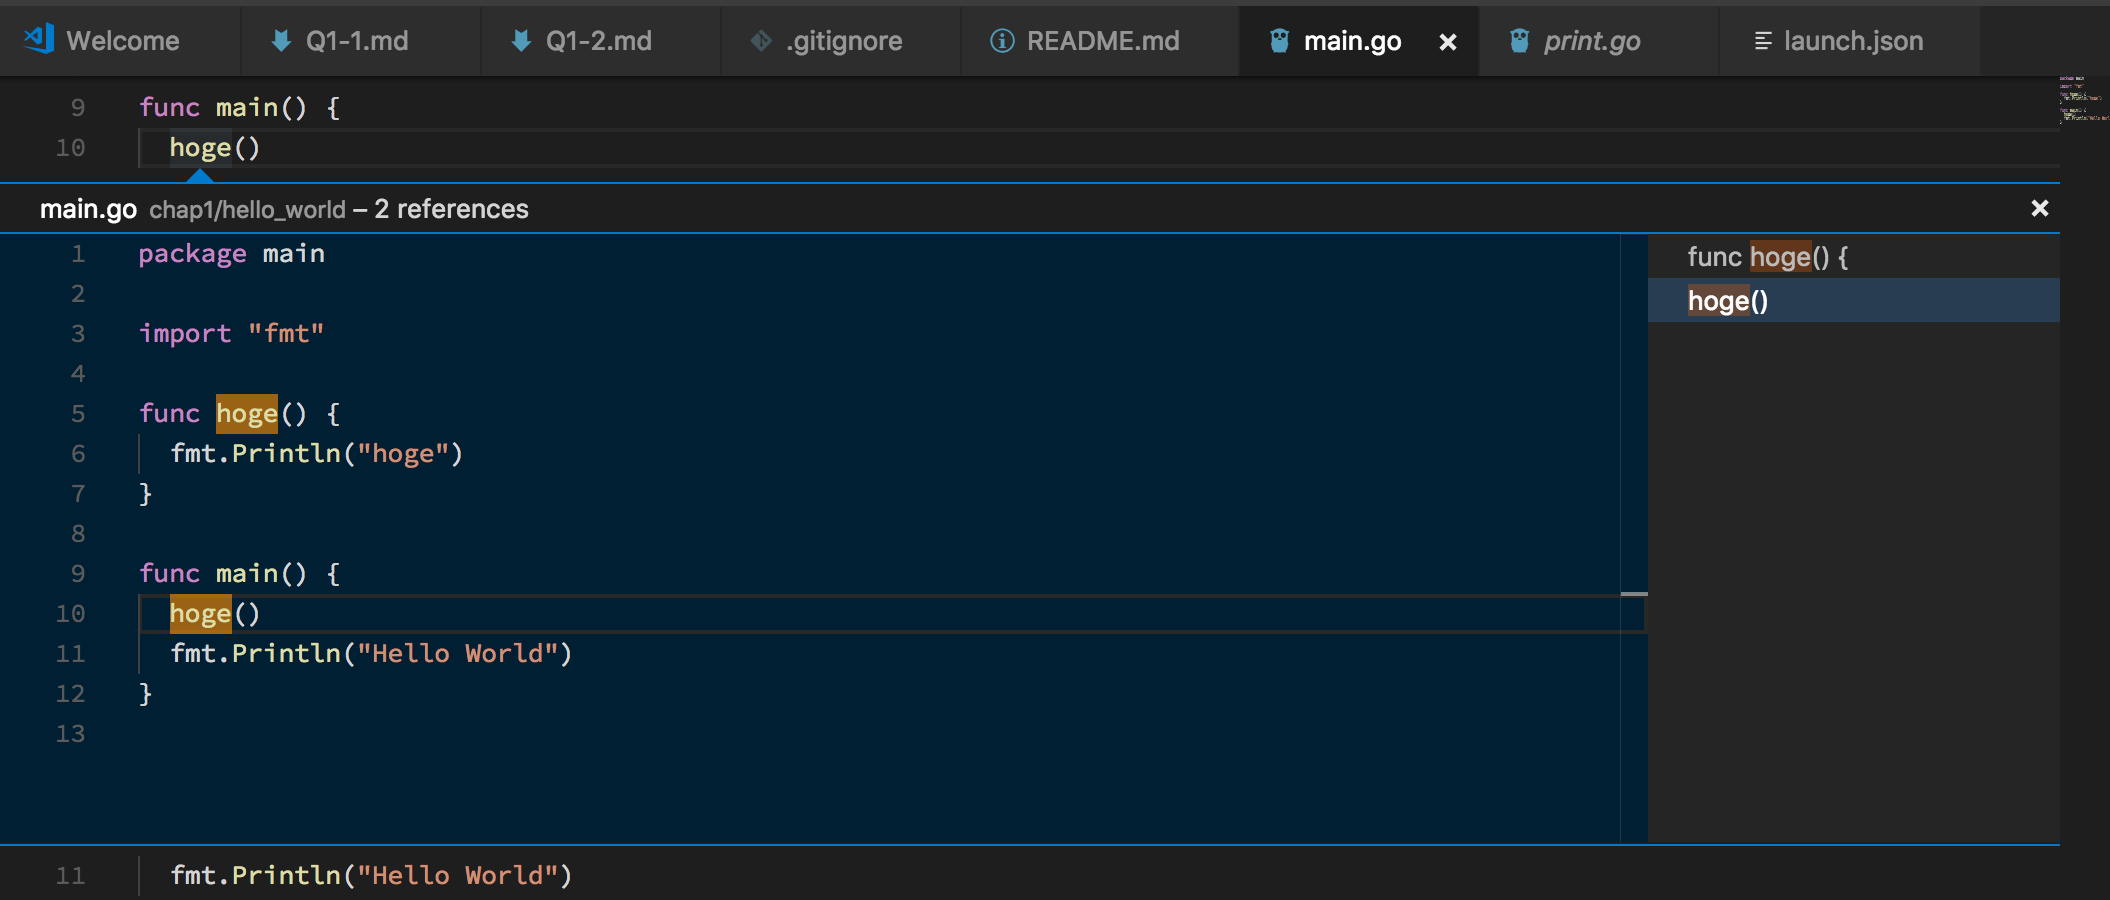 Welcome Q1-1.md Q1-2.md .gitignore README.md main.go print.go launch.json
9 func main() {
10 hoge()
main.go chap1/hello_world – 2 references
1 package main
2
3 import "fmt"
4
5 func hoge() {
6 fmt.Println("hoge")
7 }
8
9 func main() {
10 hoge()
11 fmt.Println("Hello World")
12 }
13
func hoge() {
hoge()
11 fmt.Println("Hello World")